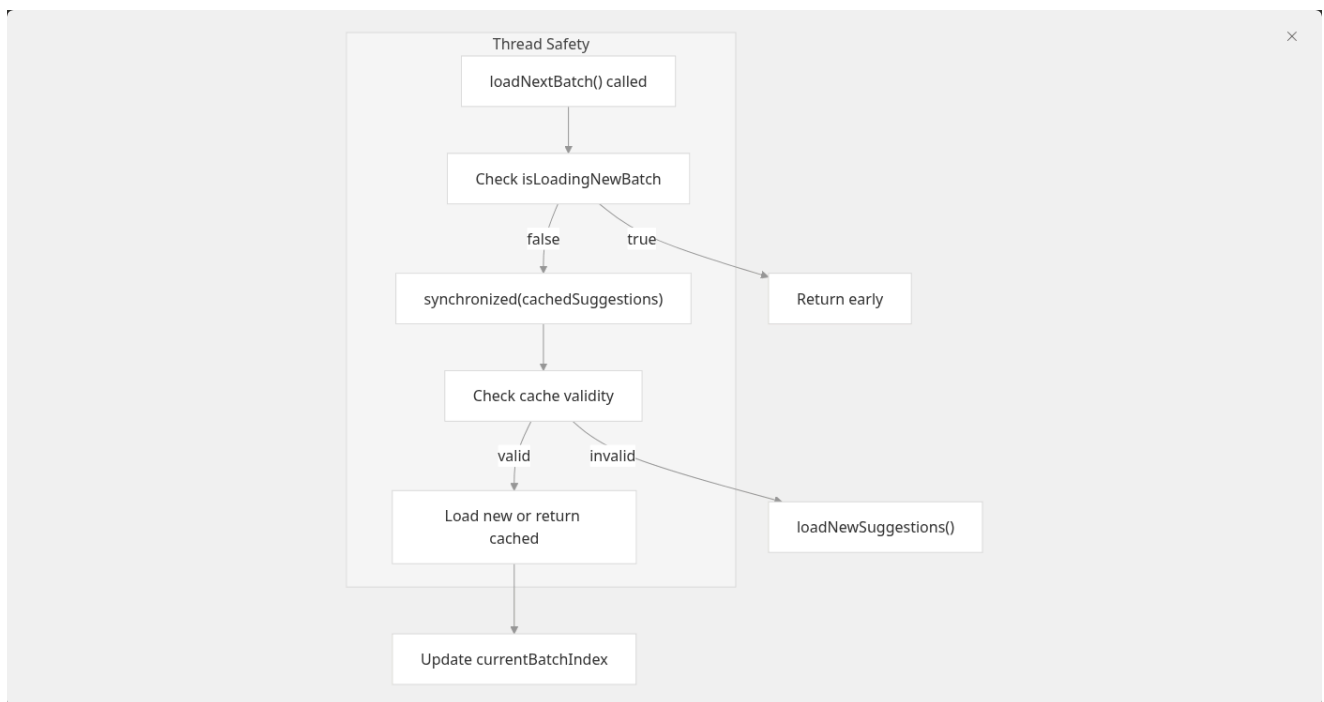 Thread Safety
loadNextBatch() called
Check isLoadingNewBatch
false
true
synchronized(cachedSuggestions)
Return early
Check cache validity
valid
invalid
Load new or return
cached
loadNewSuggestions()
Update currentBatchIndex